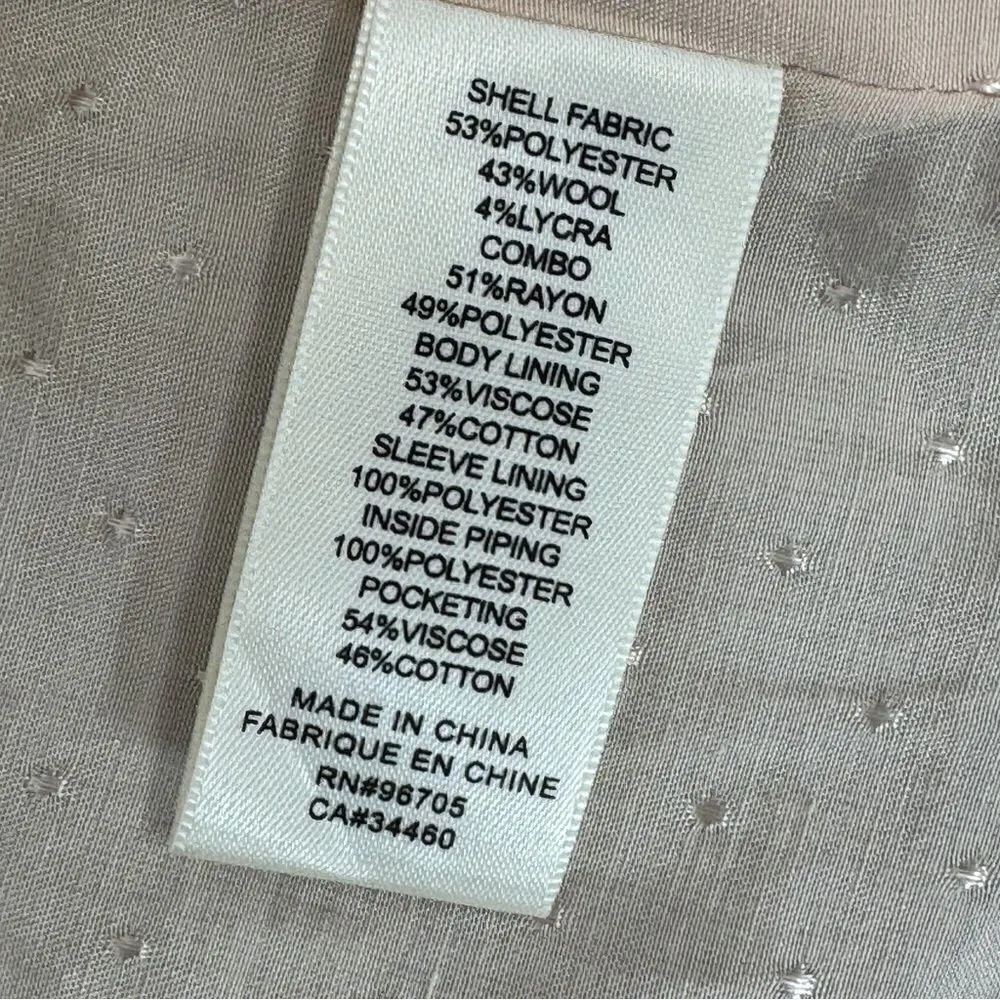 SHELL FABRIC
53%POLYESTER
43%WOOL
4%LYCRA
COMBO
51%RAYON
49%POLYESTER
BODY LINING
53%VISCOSE
47%COTTON
SLEEVE LINING
100%POLYESTER
INSIDE PIPING
100%POLYESTER
POCKETING
54%VISCOSE
46%COTTON
MADE IN CHINA
FABRIQUE EN CHINE
RN#96705
CA#34460